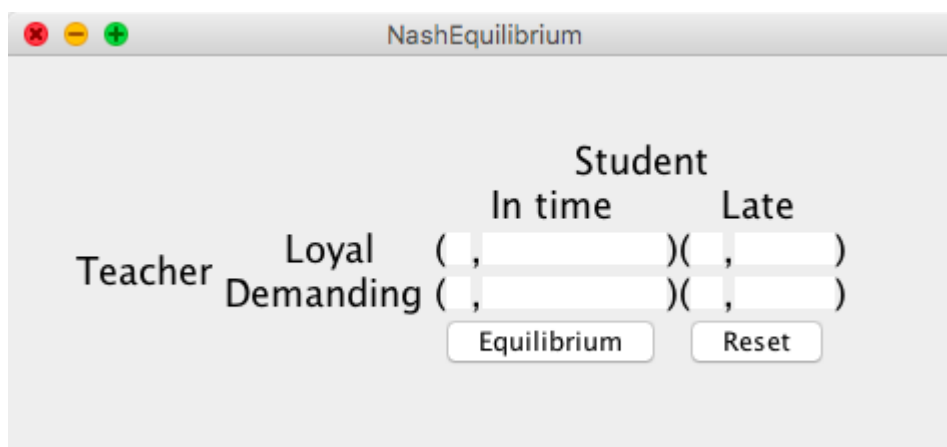 NashEquilibrium
Student
In time Late
Loyal ( , )( , )
Teacher
Demanding ( , )( , )
Equilibrium Reset